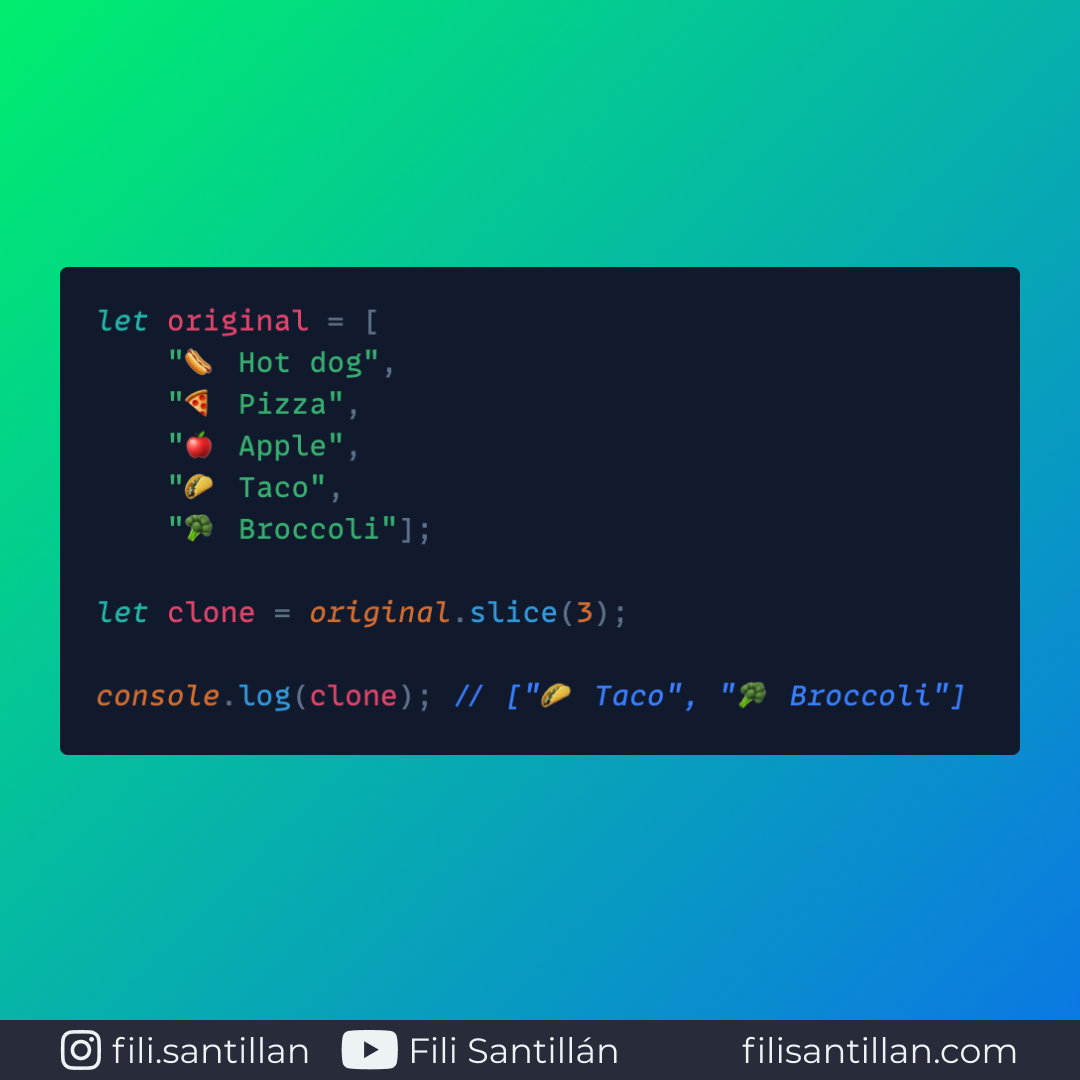 let original = [
    "🌭 Hot dog",
    "🍕 Pizza",
    "🍎 Apple",
    "🌮 Taco",
    "🥦 Broccoli"];
let clone = original.slice(3);
console.log(clone); // ["🌮 Taco", "🥦 Broccoli"]
fili.santillan Fili Santillán filisantillan.com